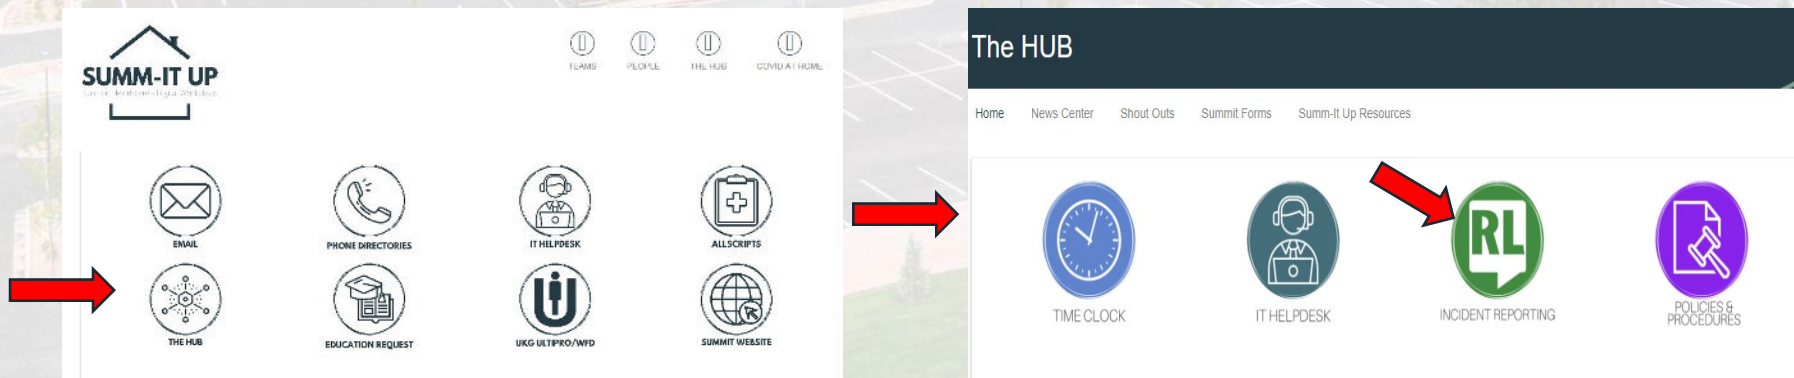 SUMM-IT UP
TEAMS
PEOPLE
THE HUB
COVID AT HOME
EMAIL
PHONE DIRECTORIES
IT HELPDESK
ALLSCRIPTS
THE HUB
EDUCATION REQUEST
UKG ULTIPRO/WFD
SUMMIT WEBSITE
The HUB
Home News Center Shout Outs Summit Forms Summ-It Up Resources
RL
TIME CLOCK
IT HELPDESK
INCIDENT REPORTING
POLICIES &
PROCEDURES